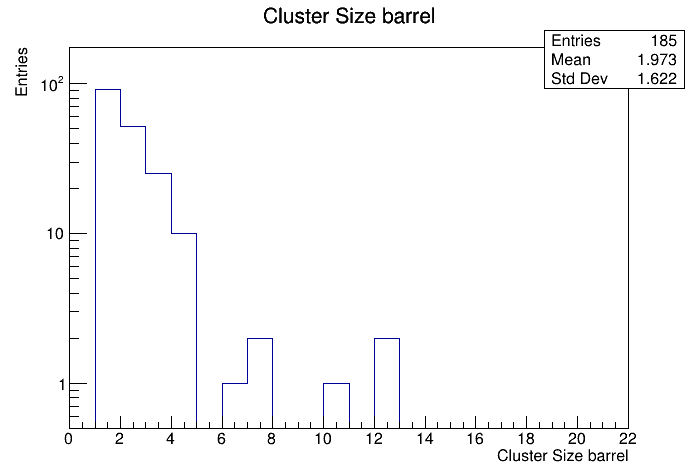 Cluster Size barrel
Entries 185
Mean 1.973
Std Dev 1.622
Entries
10²
10
1
0 2 4 6 8 10 12 14 16 18 20 22
Cluster Size barrel